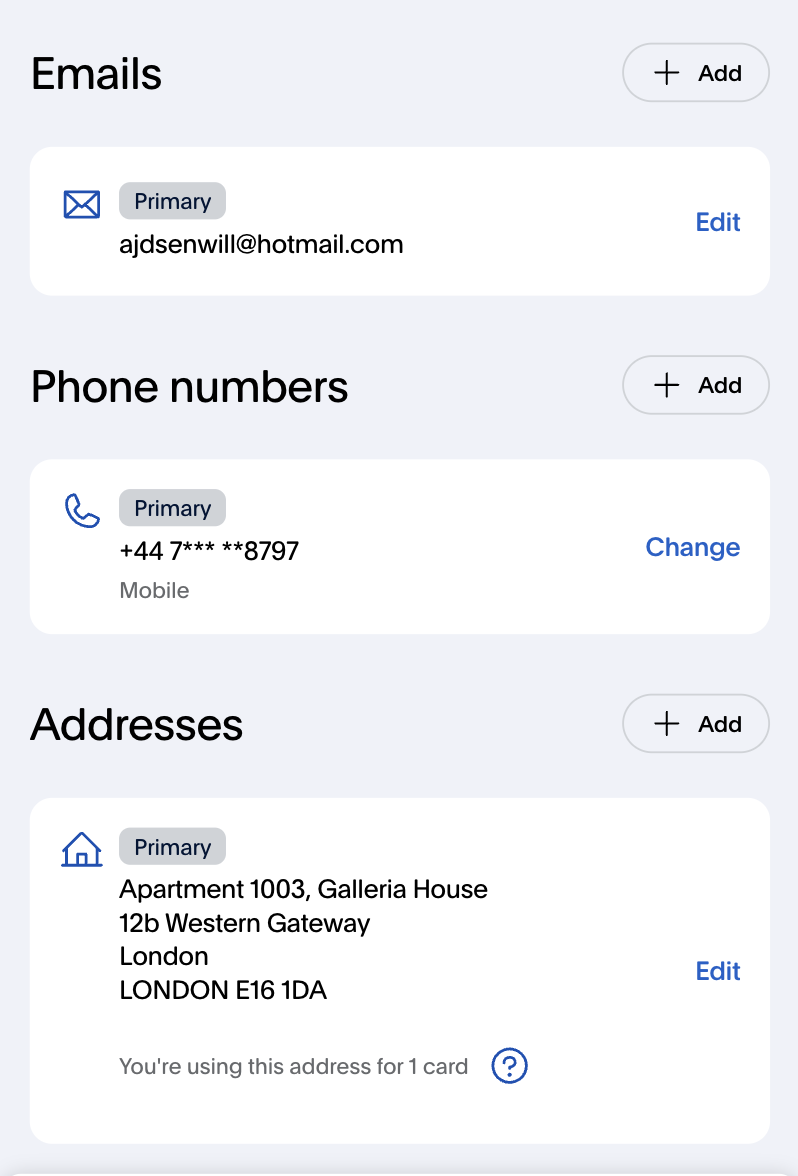 Emails
Add
Primary
ajdsenwill@hotmail.com
Edit
Phone numbers
Add
Primary
+44 7*** **8797
Mobile
Change
Addresses
Add
Primary
Apartment 1003, Galleria House
12b Western Gateway
London
LONDON E16 1DA
Edit
You're using this address for 1 card
?